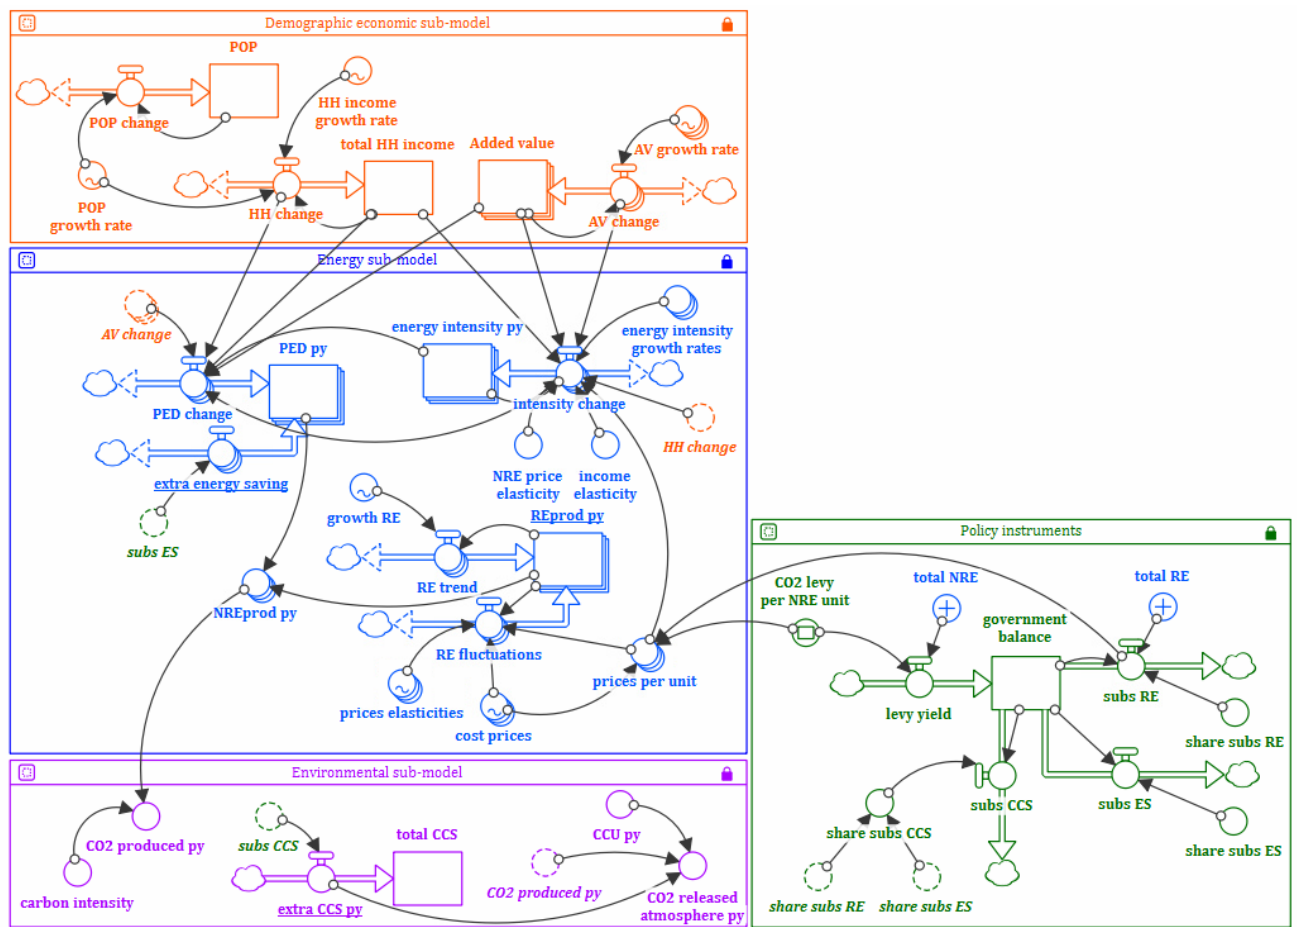 Demographic economic sub-model
POP
POP change
HH income
growth rate
total HH income
Added value
AV growth rate
POP
growth rate
HH change
AV change
Energy sub-model
AV change
energy intensity py
energy intensity
growth rates
PED py
PED change
intensity change
HH change
extra energy saving
NRE price
elasticity
income
elasticity
subs ES
growth RE
REprod py
RE trend
NREprod py
RE fluctuations
prices per unit
prices elasticities
cost prices
Policy instruments
CO2 levy
per NRE unit
total NRE
total RE
government
balance
levy yield
subs RE
share subs RE
subs CCS
subs ES
share subs CCS
share subs ES
share subs RE
share subs ES
Environmental sub-model
CO2 produced py
subs CCS
total CCS
CCU py
carbon intensity
extra CCS py
CO2 produced py
CO2 released
atmosphere py